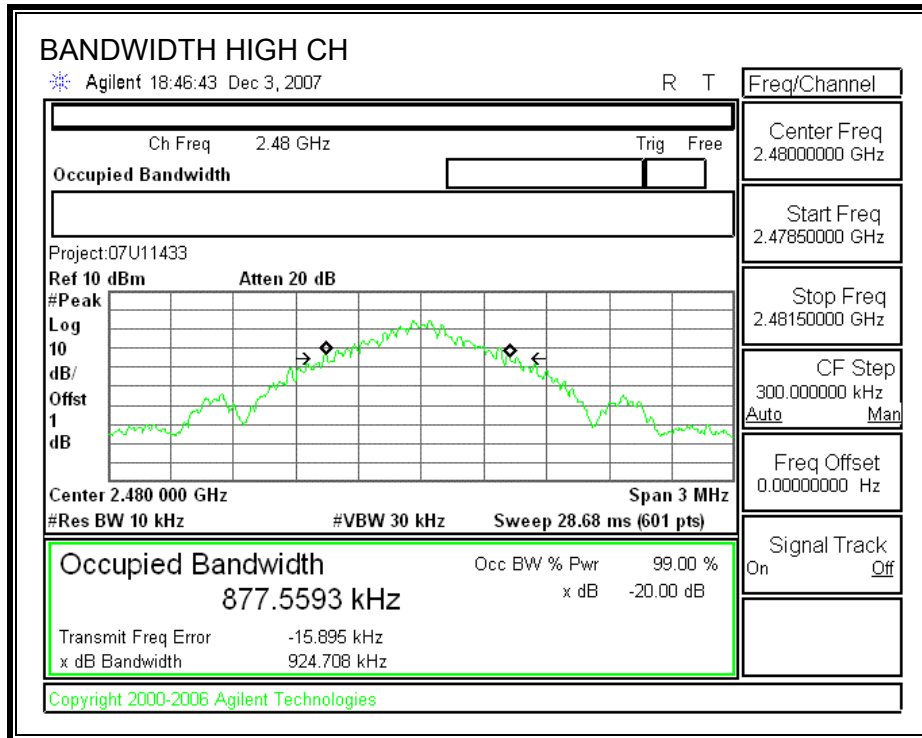 BANDWIDTH HIGH CH
Agilent 18:46:43 Dec 3, 2007 R T
Ch Freq 2.48 GHz Trig Free
Occupied Bandwidth
Project:07U11433
Ref 10 dBm Atten 20 dB
#Peak
Log
10
dB/
Offst
1
dB
Center 2.480 000 GHz Span 3 MHz
#Res BW 10 kHz #VBW 30 kHz Sweep 28.68 ms (601 pts)
Occupied Bandwidth Occ BW % Pwr 99.00 %
877.5593 kHz x dB -20.00 dB
Transmit Freq Error -15.895 kHz
x dB Bandwidth 924.708 kHz
Copyright 2000-2006 Agilent Technologies
Freq/Channel
Center Freq
2.48000000 GHz
Start Freq
2.47850000 GHz
Stop Freq
2.48150000 GHz
CF Step
300.000000 kHz
Auto Man
Freq Offset
0.00000000 Hz
Signal Track
On Off